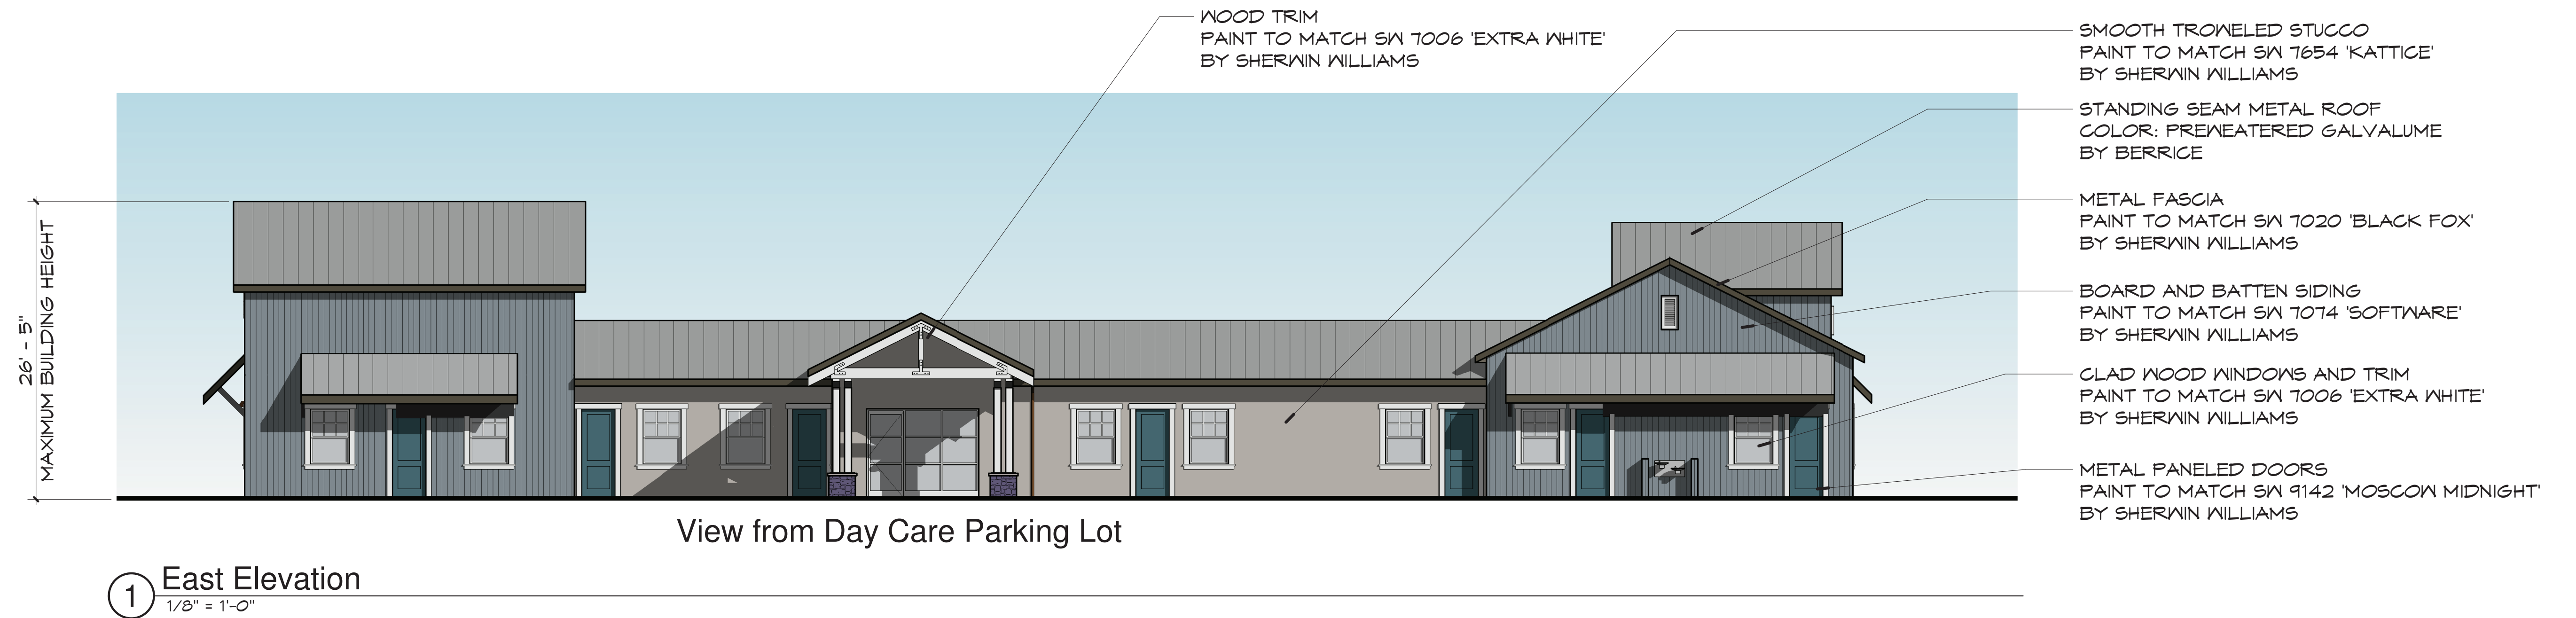 WOOD TRIM
PAINT TO MATCH SW 7006 'EXTRA WHITE'
BY SHERWIN WILLIAMS
SMOOTH TROWELED STUCCO
PAINT TO MATCH SW 7654 'KATTICE'
BY SHERWIN WILLIAMS
STANDING SEAM METAL ROOF
COLOR: PREWEATERED GALVALUME
BY BERRICE
METAL FASCIA
PAINT TO MATCH SW 7020 'BLACK FOX'
BY SHERWIN WILLIAMS
BOARD AND BATTEN SIDING
PAINT TO MATCH SW 7074 'SOFTWARE'
BY SHERWIN WILLIAMS
CLAD WOOD WINDOWS AND TRIM
PAINT TO MATCH SW 7006 'EXTRA WHITE'
BY SHERWIN WILLIAMS
METAL PANELED DOORS
PAINT TO MATCH SW 9142 'MOSCOW MIDNIGHT'
BY SHERWIN WILLIAMS
26' - 5"
MAXIMUM BUILDING HEIGHT
View from Day Care Parking Lot
1 East Elevation
1/8" = 1'-0"